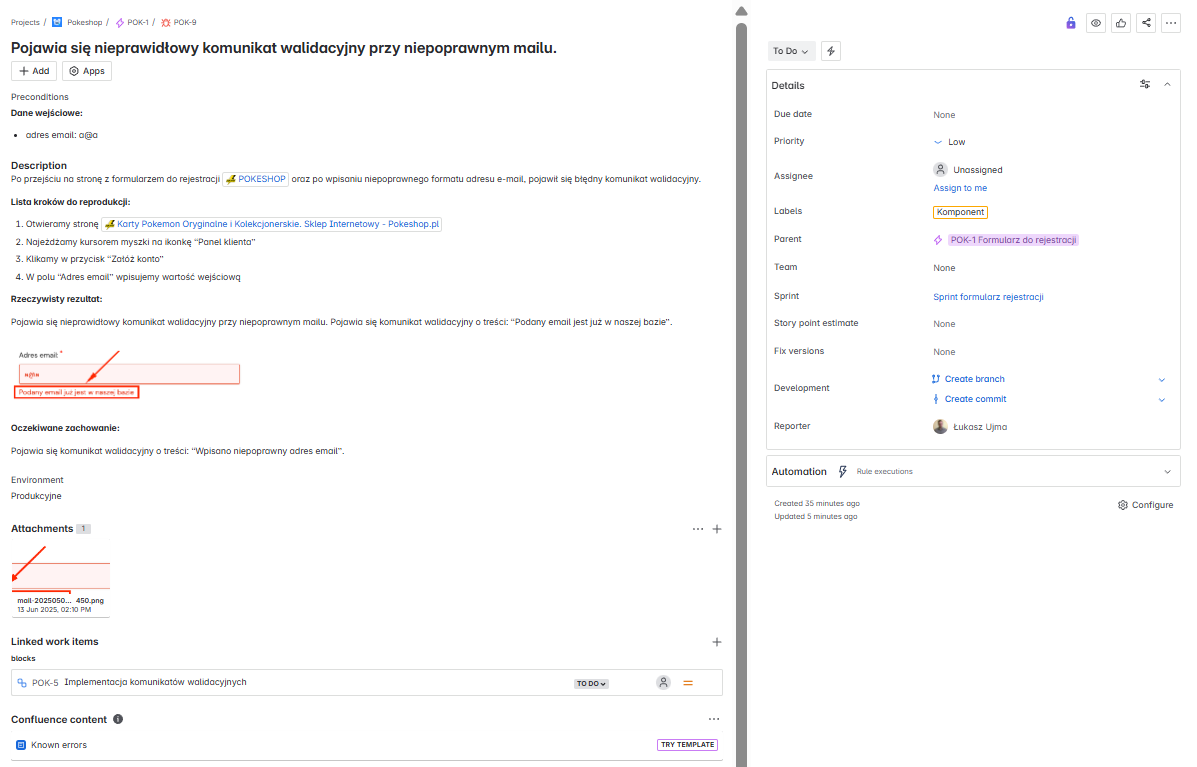 Projects / Pokeshop / POK-1 / POK-9
Pojawia się nieprawidłowy komunikat walidacyjny przy niepoprawnym mailu.
Add Apps
Preconditions
Dane wejściowe:
• adres email: a@a
Description
Po przejściu na stronę z formularzem do rejestracji POKESHOP oraz po wpisaniu niepoprawnego formatu adresu e-mail, pojawił się błędny komunikat walidacyjny.
Lista kroków do reprodukcji:
1. Otwieramy stronę Karty Pokemon Oryginalne i Kolekcjonerskie. Sklep Internetowy - Pokeshop.pl
2. Najeżdżamy kursorem myszki na ikonkę “Panel klienta”
3. Klikamy w przycisk “Załóż konto”
4. W polu “Adres email” wpisujemy wartość wejściową
Rzeczywisty rezultat:
Pojawia się nieprawidłowy komunikat walidacyjny przy niepoprawnym mailu. Pojawia się komunikat walidacyjny o treści: “Podany email jest już w naszej bazie”.
Adres email *
a@a
Podany email już jest w naszej bazie
Oczekiwane zachowanie:
Pojawia się komunikat walidacyjny o treści: “Wpisano niepoprawny adres email”.
Environment
Produkcyjne
Attachments 1
mail-2025050... 450.png
13 Jun 2025, 02:10 PM
Linked work items
blocks
POK-5 Implementacja komunikatów walidacyjnych TO DO
Confluence content
Known errors TRY TEMPLATE
To Do
Details
Due date None
Priority Low
Assignee Unassigned
Assign to me
Labels Komponent
Parent POK-1 Formularz do rejestracji
Team None
Sprint Sprint formularz rejestracji
Story point estimate None
Fix versions None
Development Create branch
Create commit
Reporter Łukasz Ujma
Automation Rule executions
Created 35 minutes ago
Updated 5 minutes ago
Configure